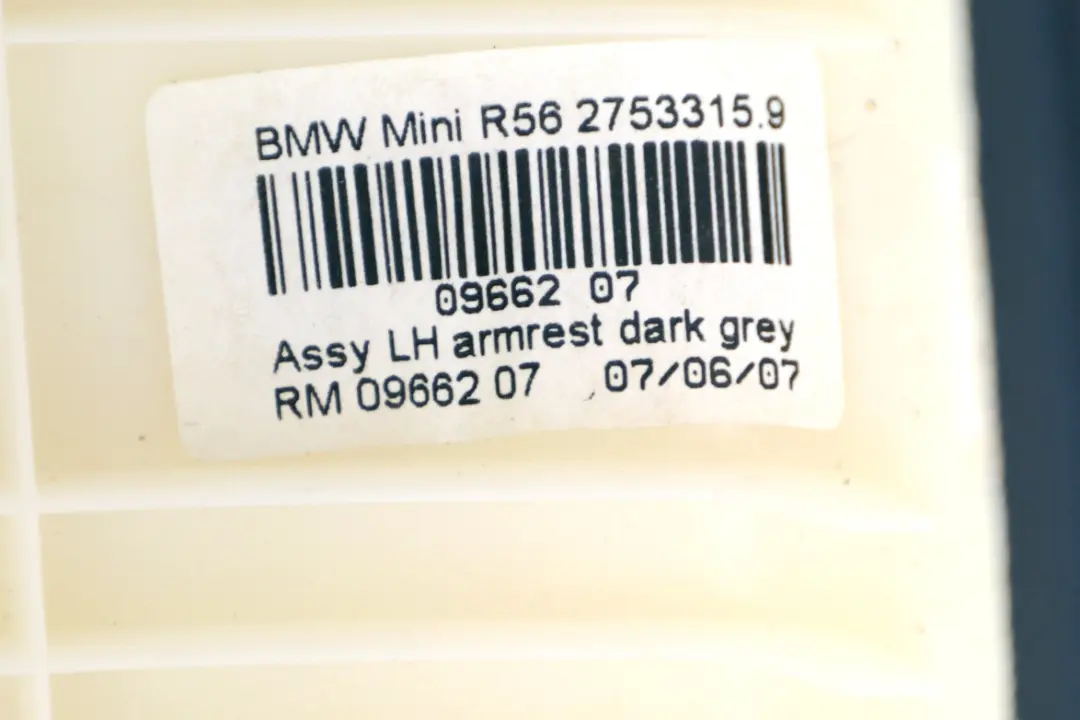 BMW Mini R56 2753315.9
09662 07
Assy LH armrest dark grey
RM 09662 07 07/06/07